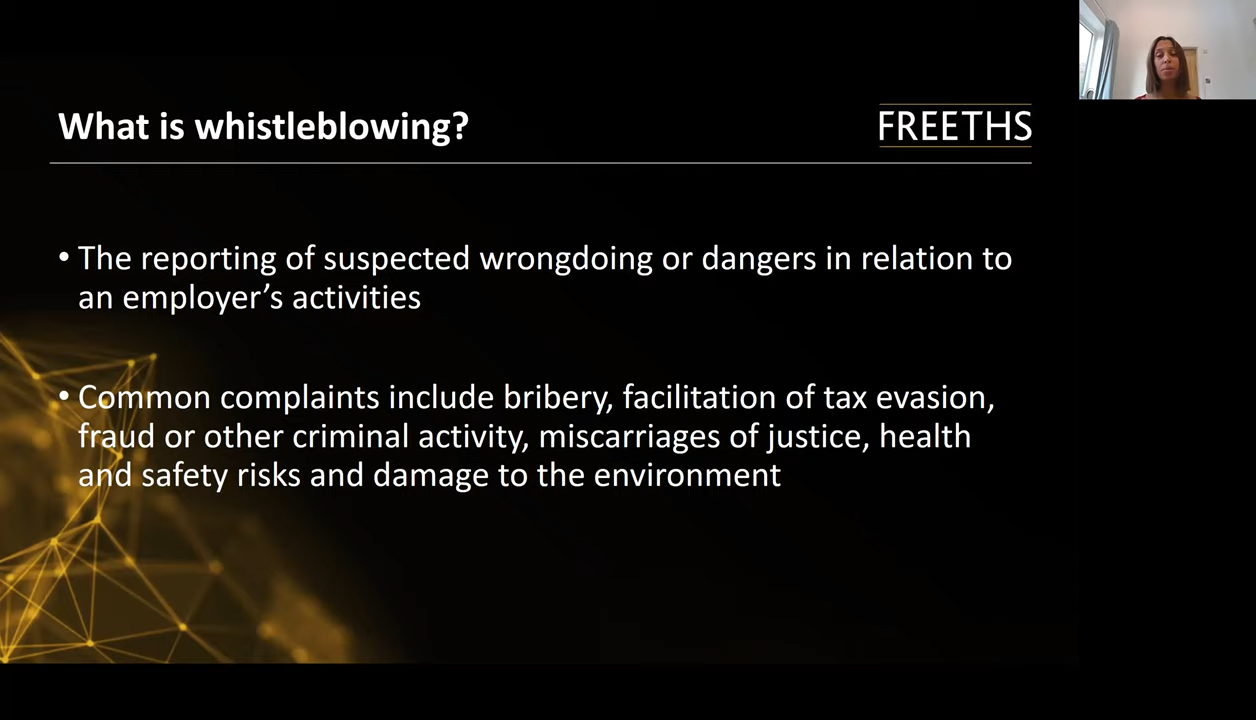 What is whistleblowing?
FREETHS
• The reporting of suspected wrongdoing or dangers in relation to
an employer’s activities
• Common complaints include bribery, facilitation of tax evasion,
fraud or other criminal activity, miscarriages of justice, health
and safety risks and damage to the environment